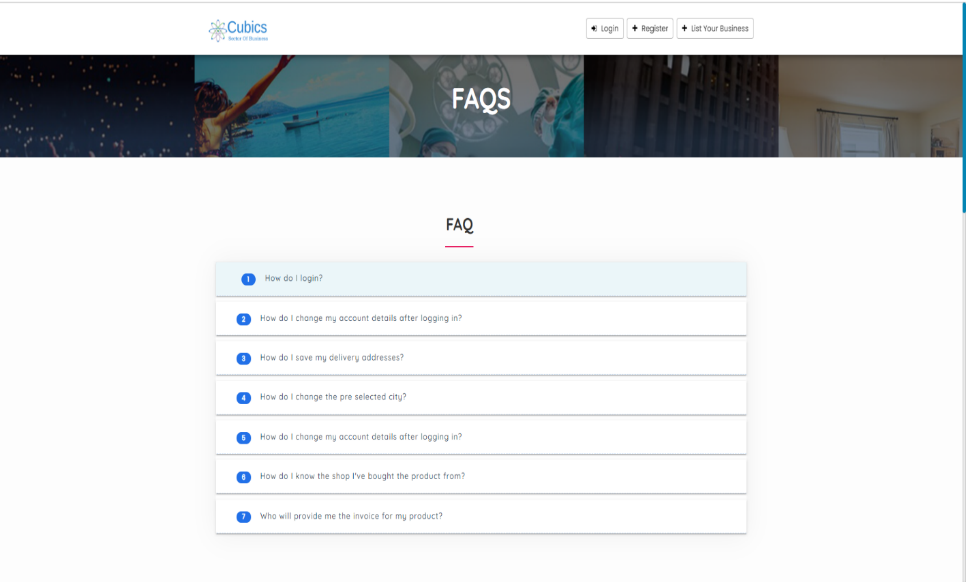 Cubics
Login
Register
List Your Business
FAQS
FAQ
1 How do I login?
2 How do I change my account details after logging in?
3 How do I save my delivery addresses?
4 How do I change the pre selected city?
5 How do I change my account details after logging in?
6 How do I know the shop I've bought the product from?
7 Who will provide me the invoice for my product?